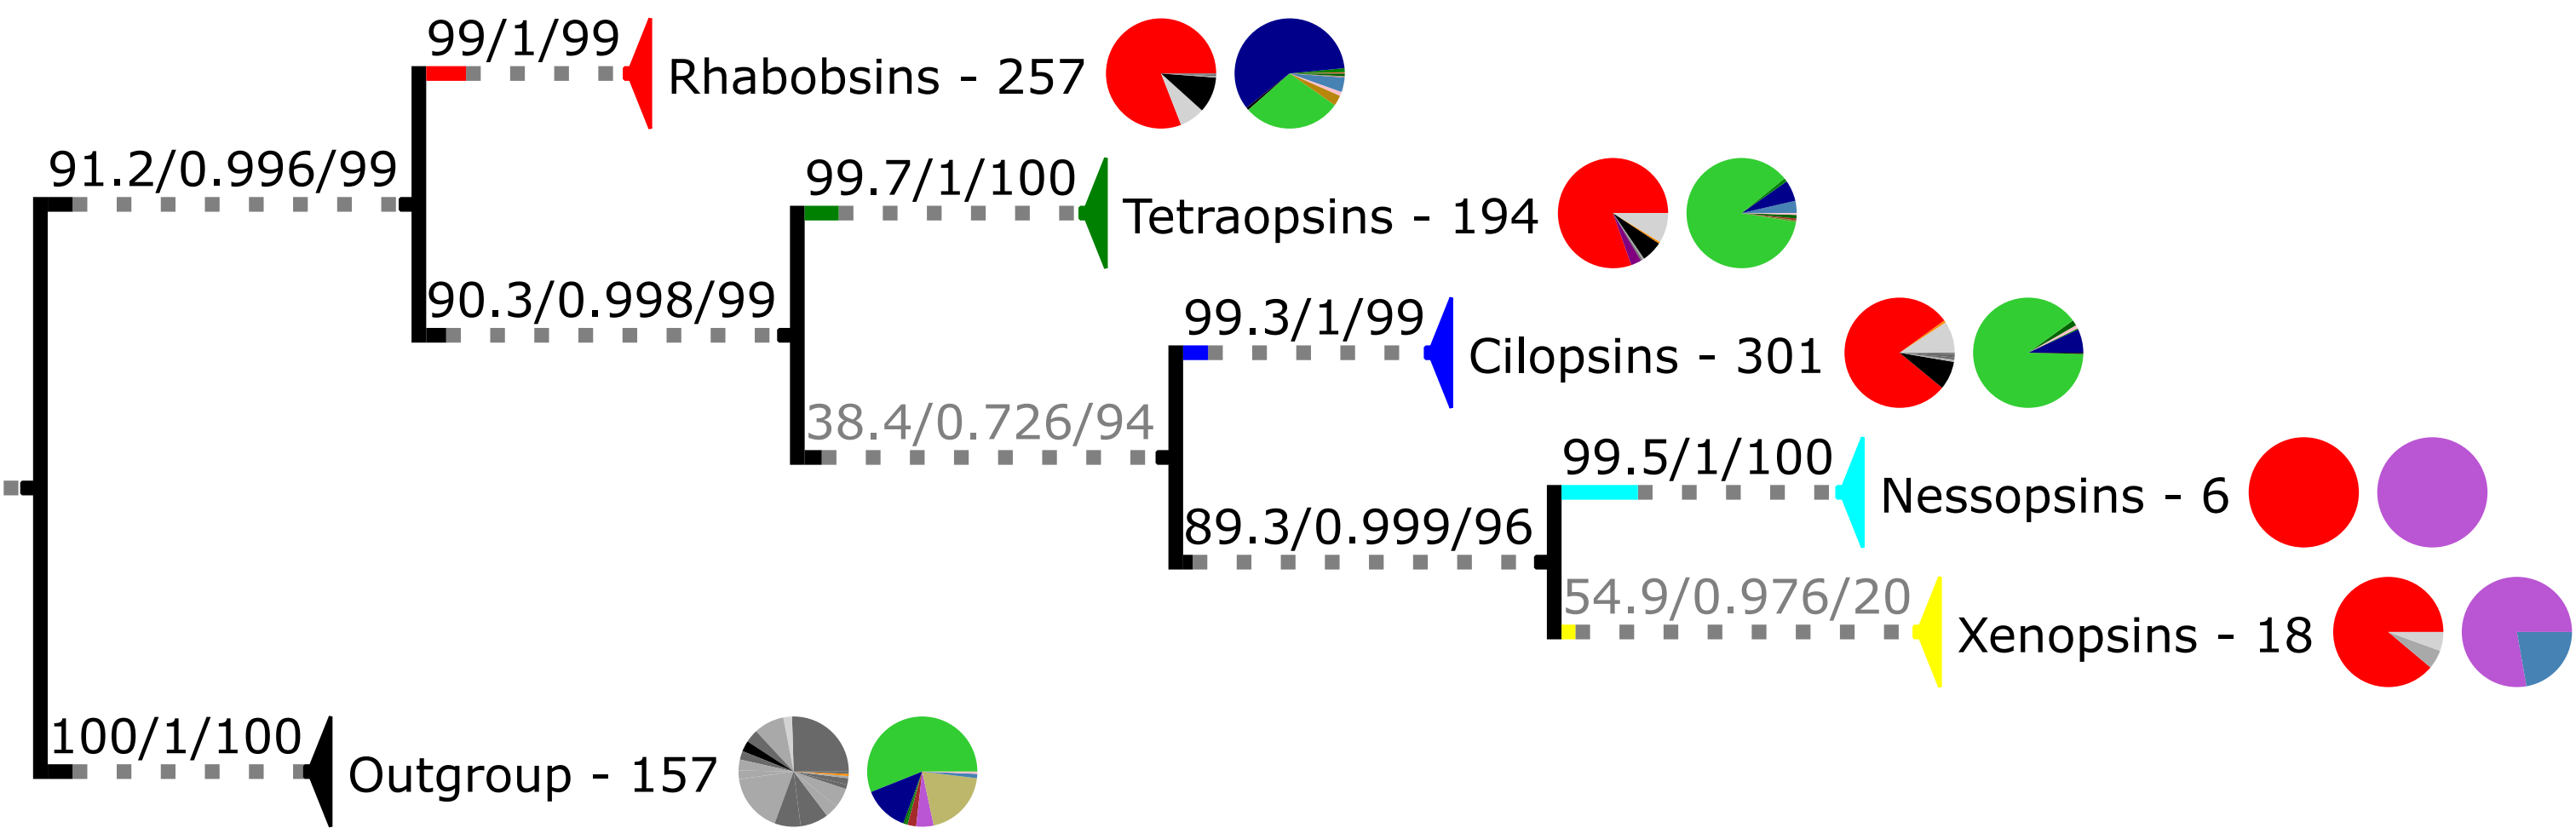 99/1/99
Rhabobsins - 257
91.2/0.996/99
99.7/1/100
Tetraopsins - 194
90.3/0.998/99
99.3/1/99
Cilopsins - 301
38.4/0.726/94
99.5/1/100
Nessopsins - 6
89.3/0.999/96
54.9/0.976/20
Xenopsins - 18
100/1/100
Outgroup - 157